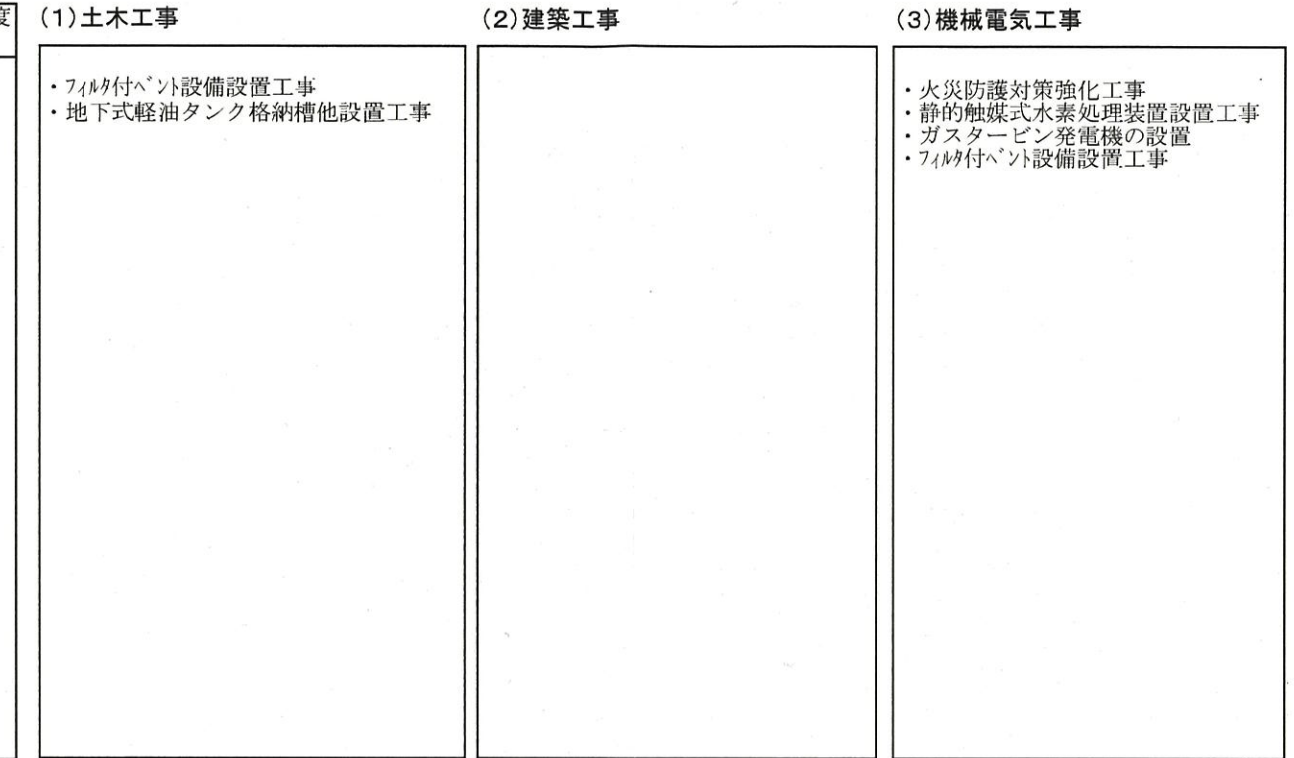 度
(1)土木工事
・ﾌｨﾙﾀ付ﾍﾞﾝﾄ設備設置工事
・地下式軽油タンク格納槽他設置工事
(2)建築工事
(3)機械電気工事
・火災防護対策強化工事
・静的触媒式水素処理装置設置工事
・ガスタービン発電機の設置
・ﾌｨﾙﾀ付ﾍﾞﾝﾄ設備設置工事